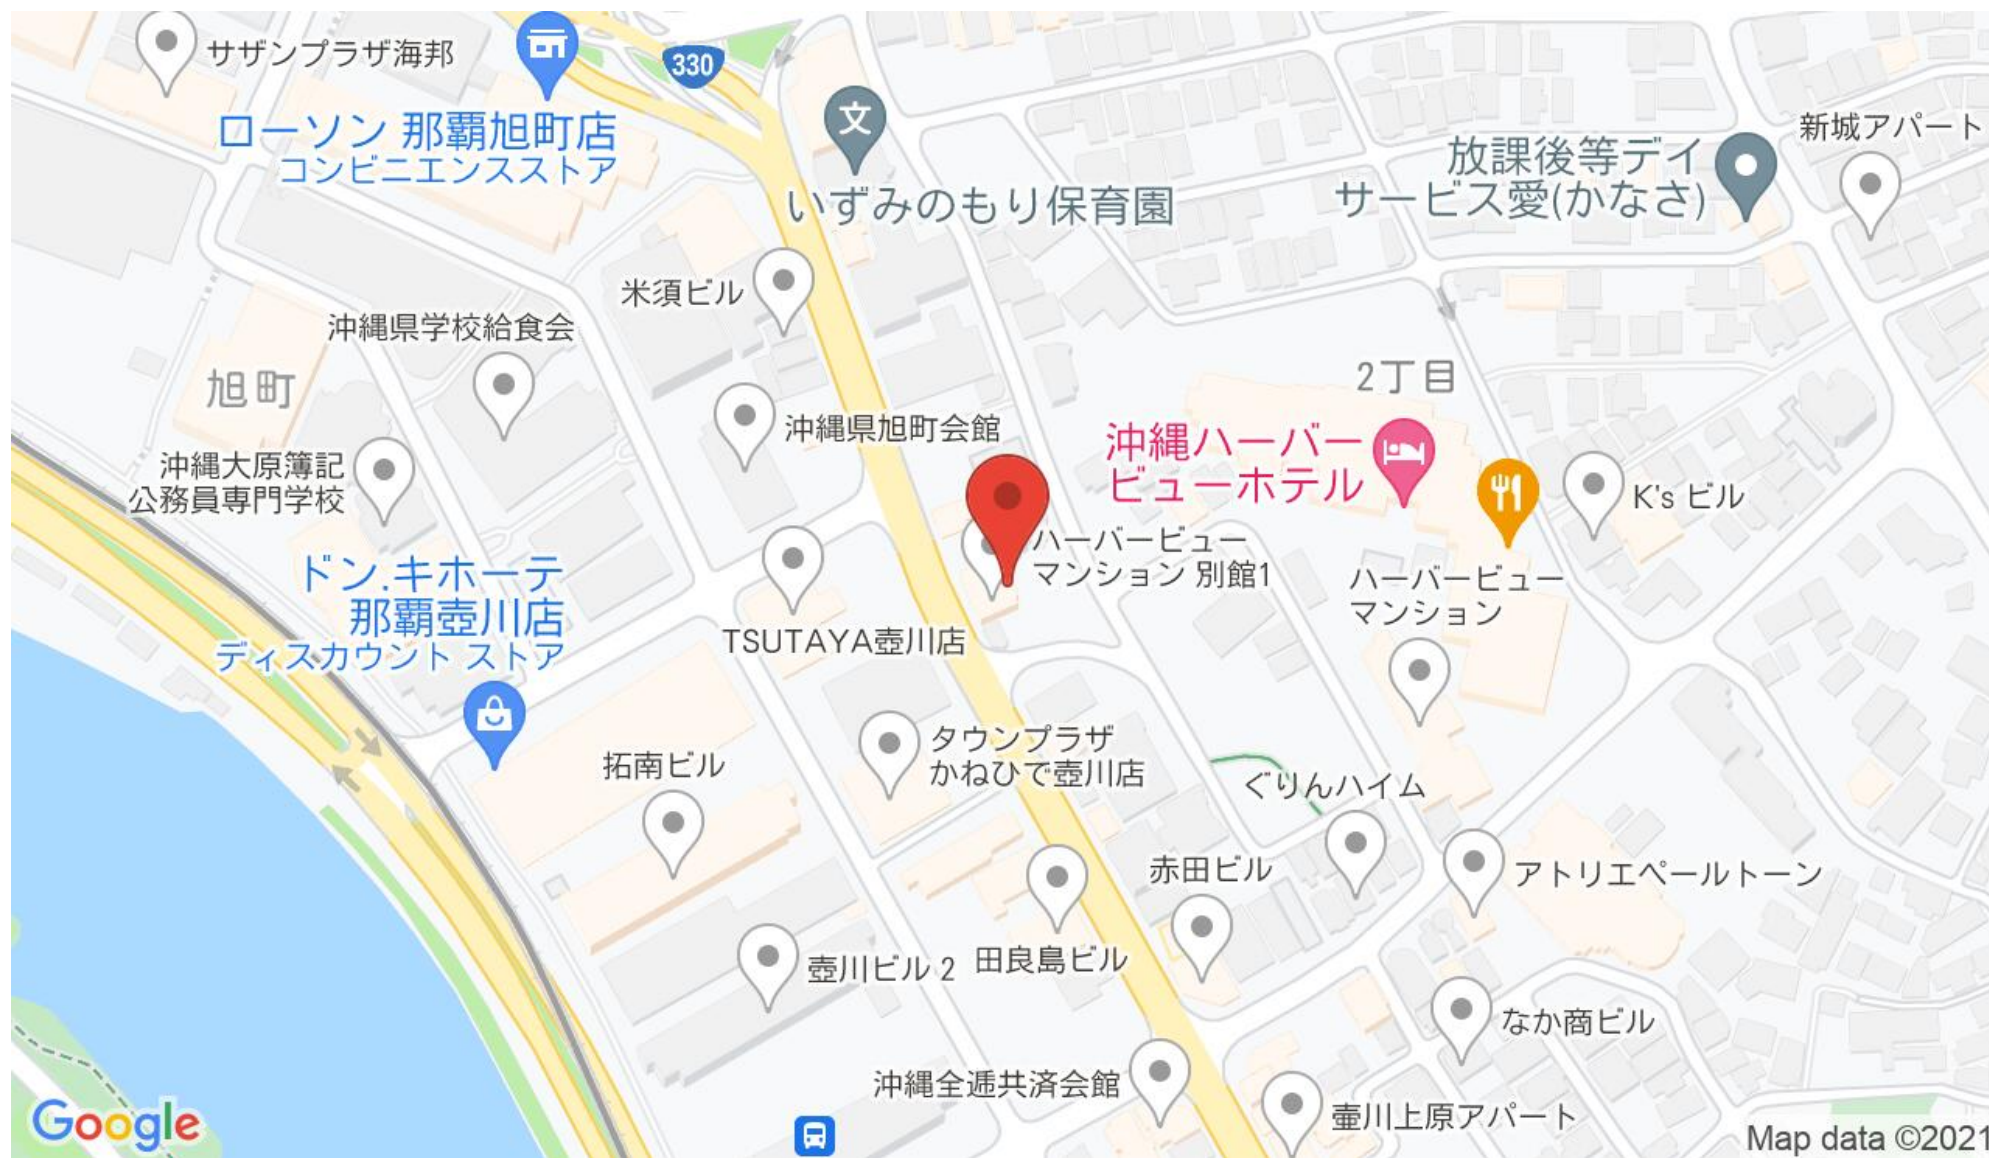 サザンプラザ海邦
330
ローソン 那覇旭町店
コンビニエンスストア
文
いずみのもり保育園
放課後等デイ
サービス愛(かなさ)
新城アパート
米須ビル
沖縄県学校給食会
旭町
2丁目
沖縄県旭町会館
沖縄ハーバー
ビューホテル
沖縄大原簿記
公務員専門学校
K's ビル
ハーバービュー
マンション 別館1
ドン.キホーテ
那覇壺川店
ディスカウント ストア
ハーバービュー
マンション
TSUTAYA壺川店
タウンプラザ
かねひで壺川店
拓南ビル
ぐりんハイム
赤田ビル
アトリエペールトーン
壺川ビル 2
田良島ビル
なか商ビル
沖縄全逓共済会館
壷川上原アパート
Google
Map data ©2021